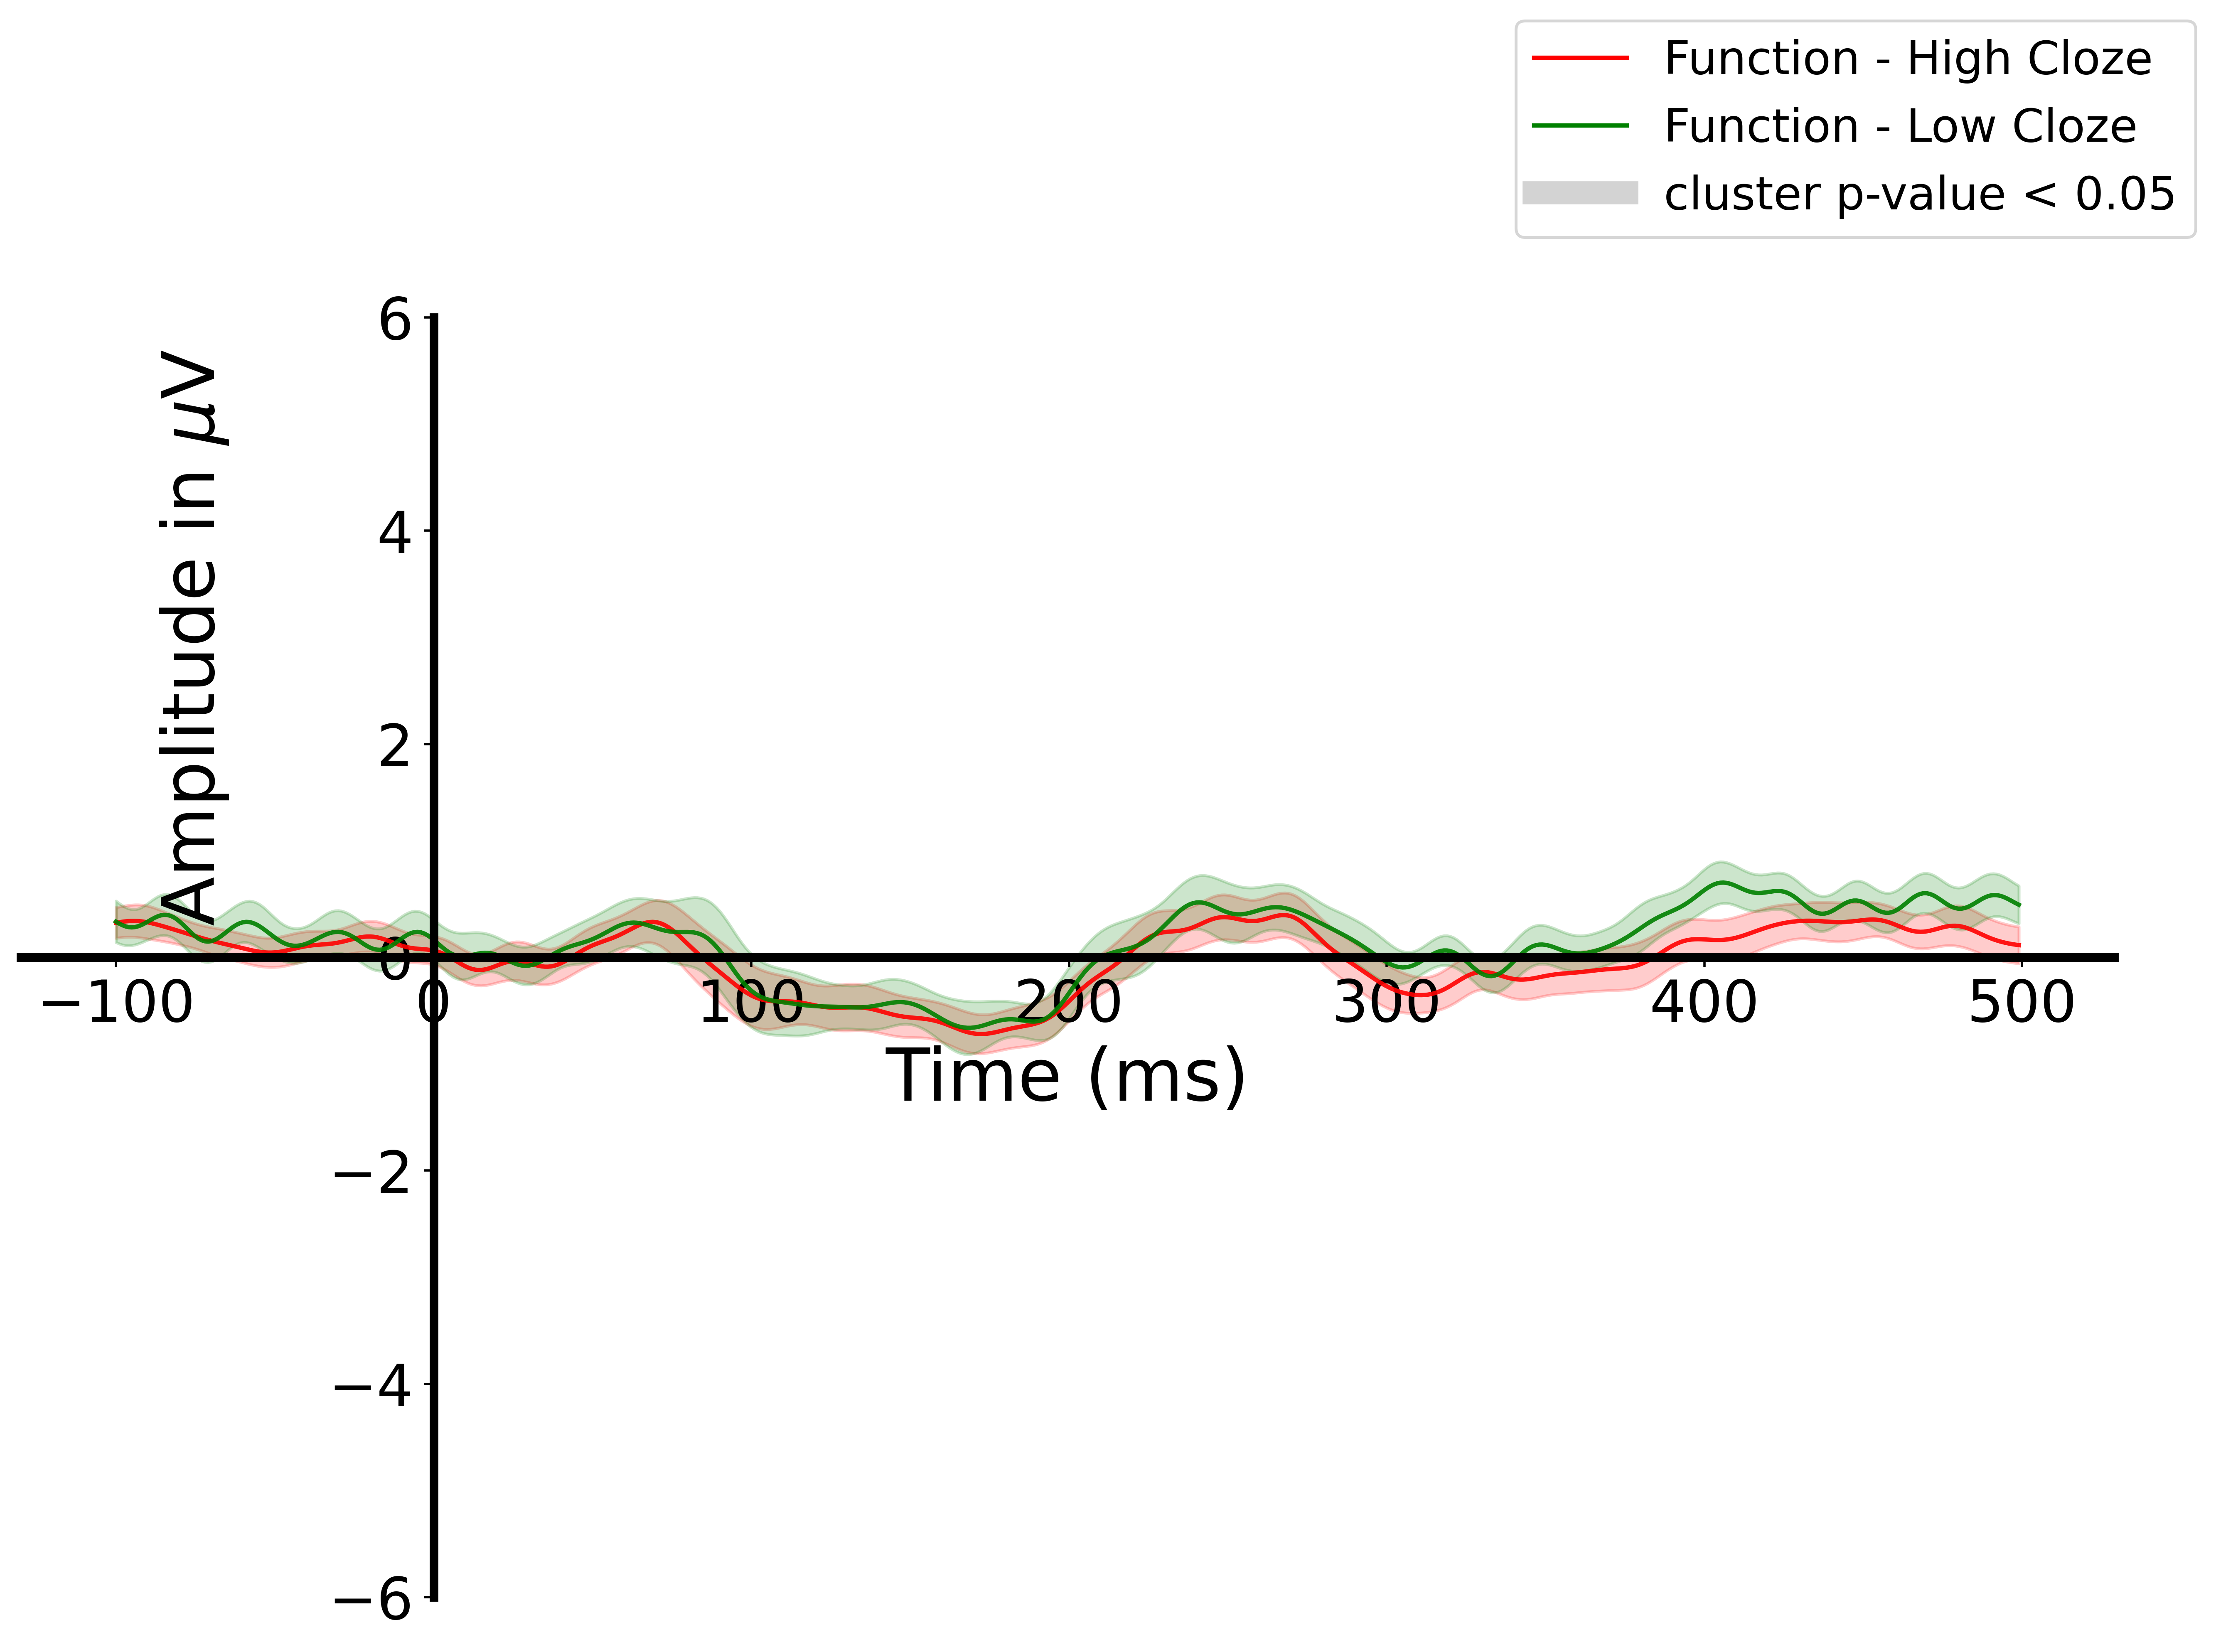 Function - High Cloze
Function - Low Cloze
cluster p-value < 0.05
Amplitude in μV
6
4
2
0
−2
−4
−6
−100
0
100
200
300
400
500
Time (ms)